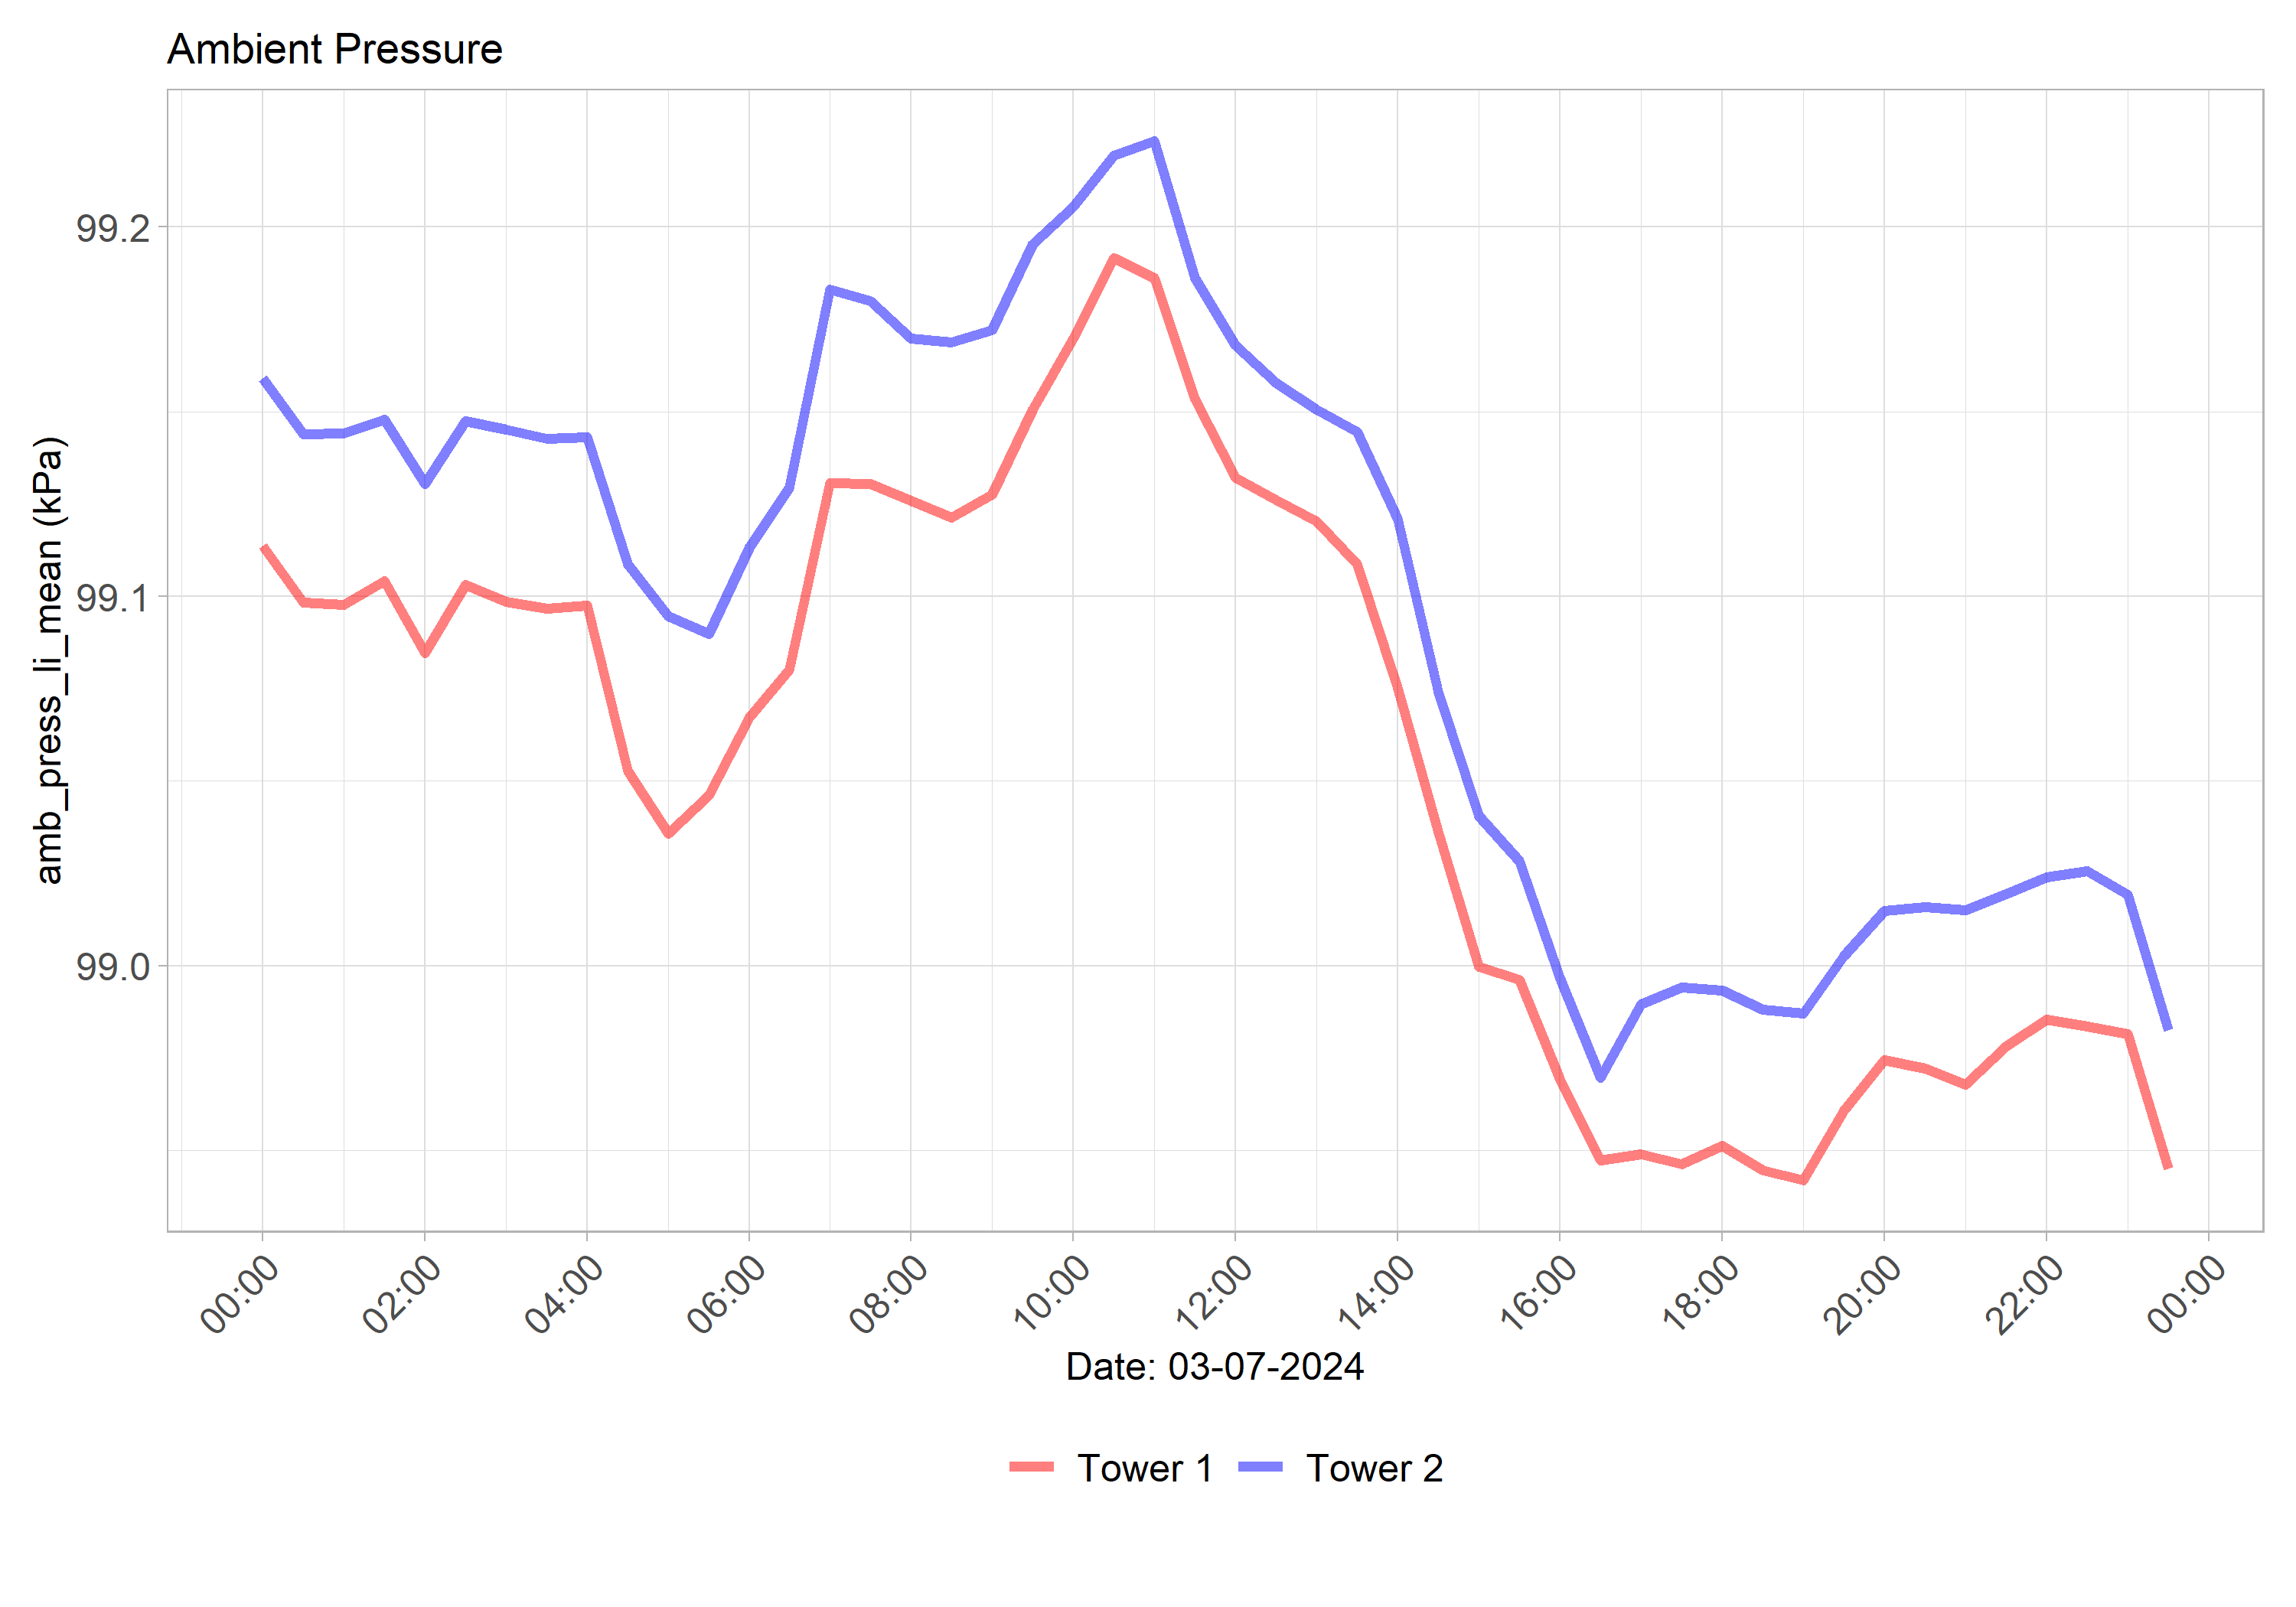 Ambient Pressure
amb_press_li_mean (kPa)
99.2
99.1
99.0
00:00 02:00 04:00 06:00 08:00 10:00 12:00 14:00 16:00 18:00 20:00 22:00 00:00
Date: 03-07-2024
Tower 1 Tower 2